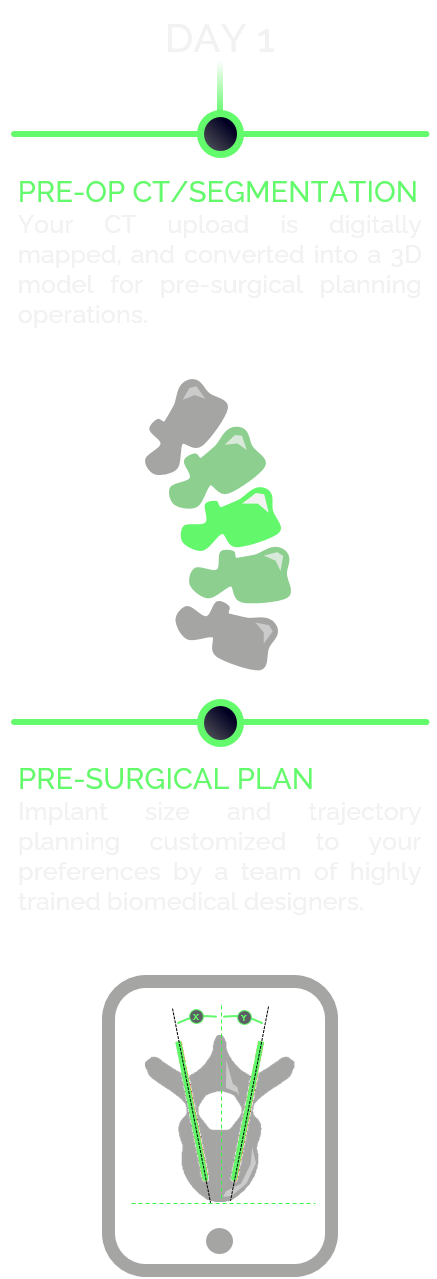 DAY 1
PRE-OP CT/SEGMENTATION
Your CT upload is digitally
mapped, and converted into a 3D
model for pre-surgical planning
operations.
PRE-SURGICAL PLAN
Implant size and trajectory
planning customized to your
preferences by a team of highly
trained biomedical designers.
X Y